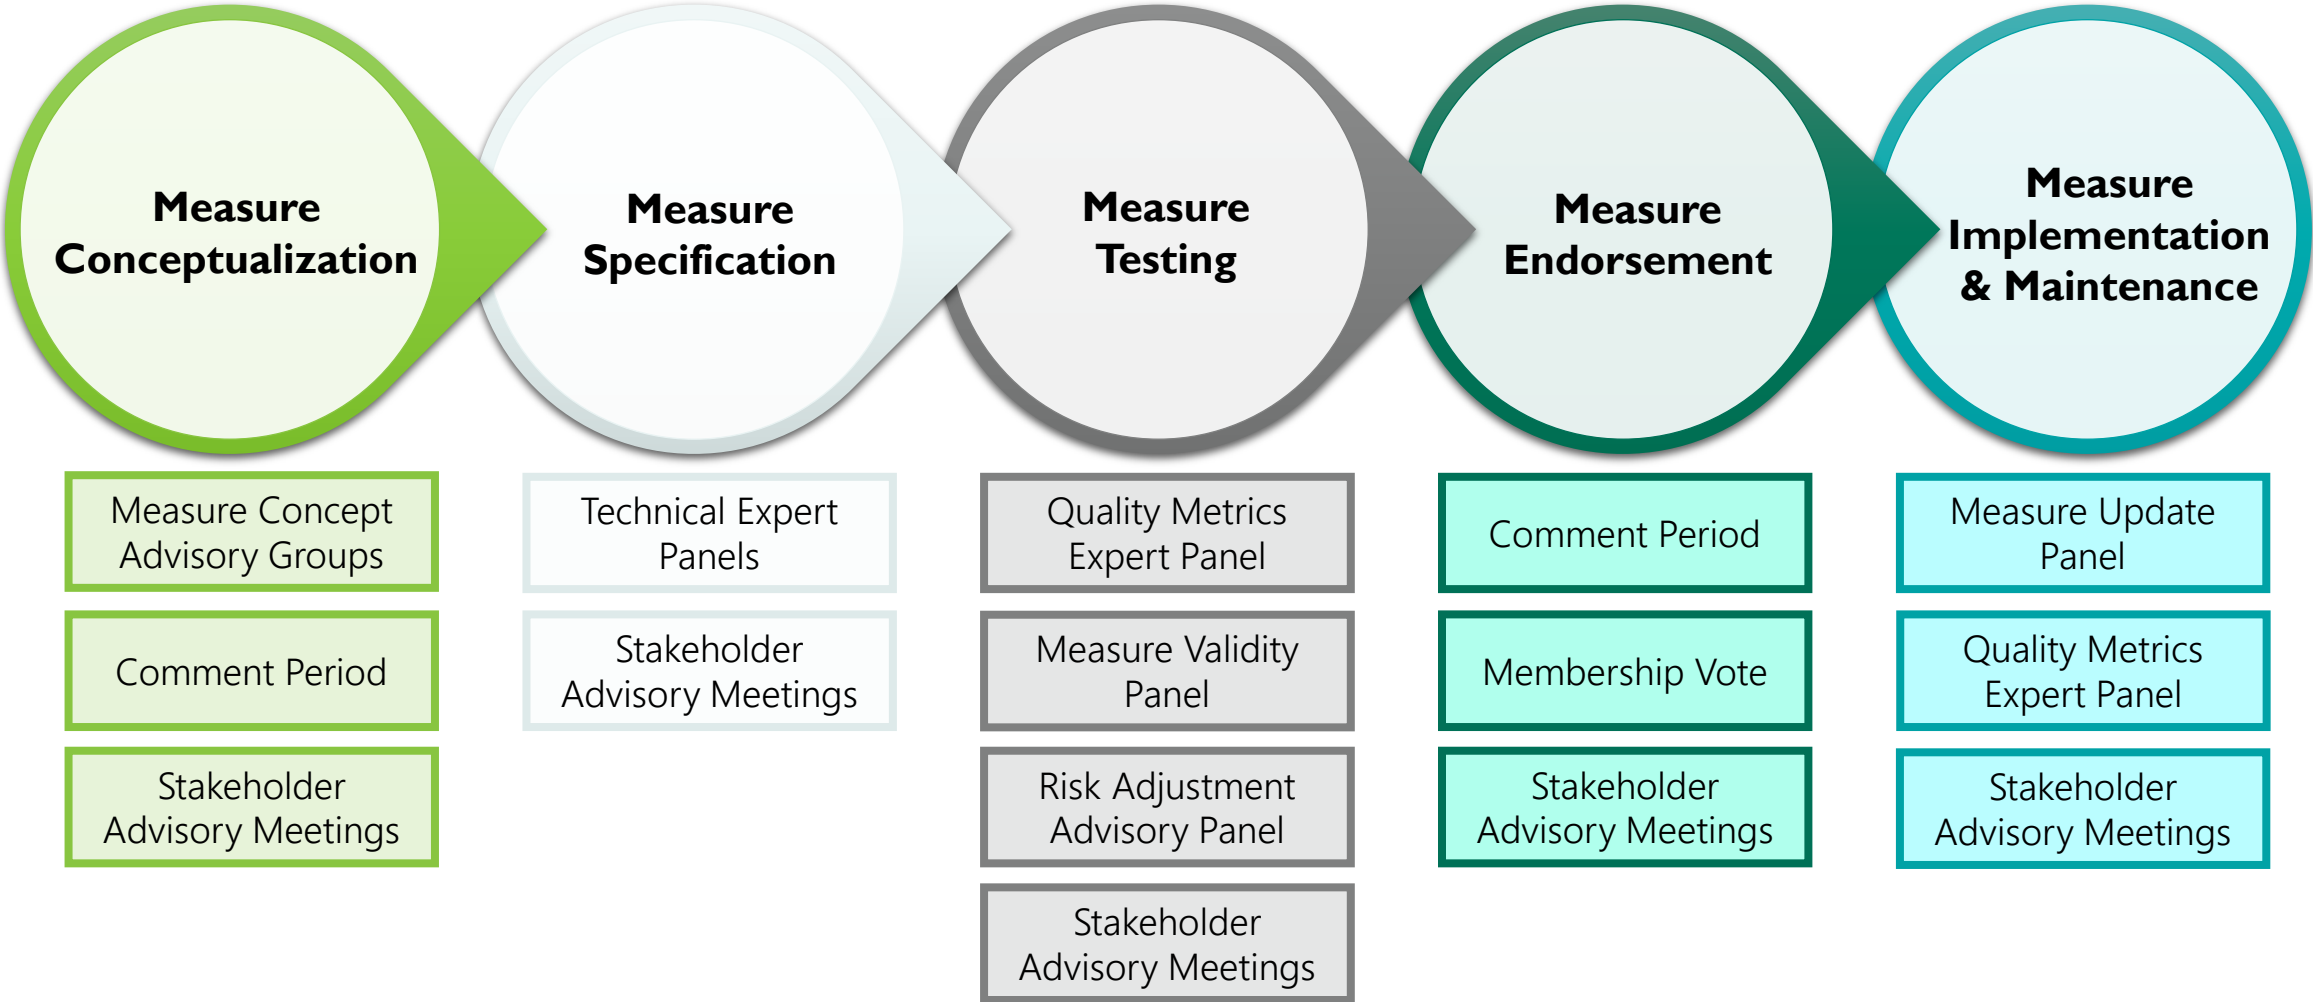 Measure
Conceptualization
Measure
Specification
Measure
Testing
Measure
Endorsement
Measure
Implementation
& Maintenance
Measure Concept
Advisory Groups
Comment Period
Stakeholder
Advisory Meetings
Technical Expert
Panels
Stakeholder
Advisory Meetings
Quality Metrics
Expert Panel
Measure Validity
Panel
Risk Adjustment
Advisory Panel
Stakeholder
Advisory Meetings
Comment Period
Membership Vote
Stakeholder
Advisory Meetings
Measure Update
Panel
Quality Metrics
Expert Panel
Stakeholder
Advisory Meetings